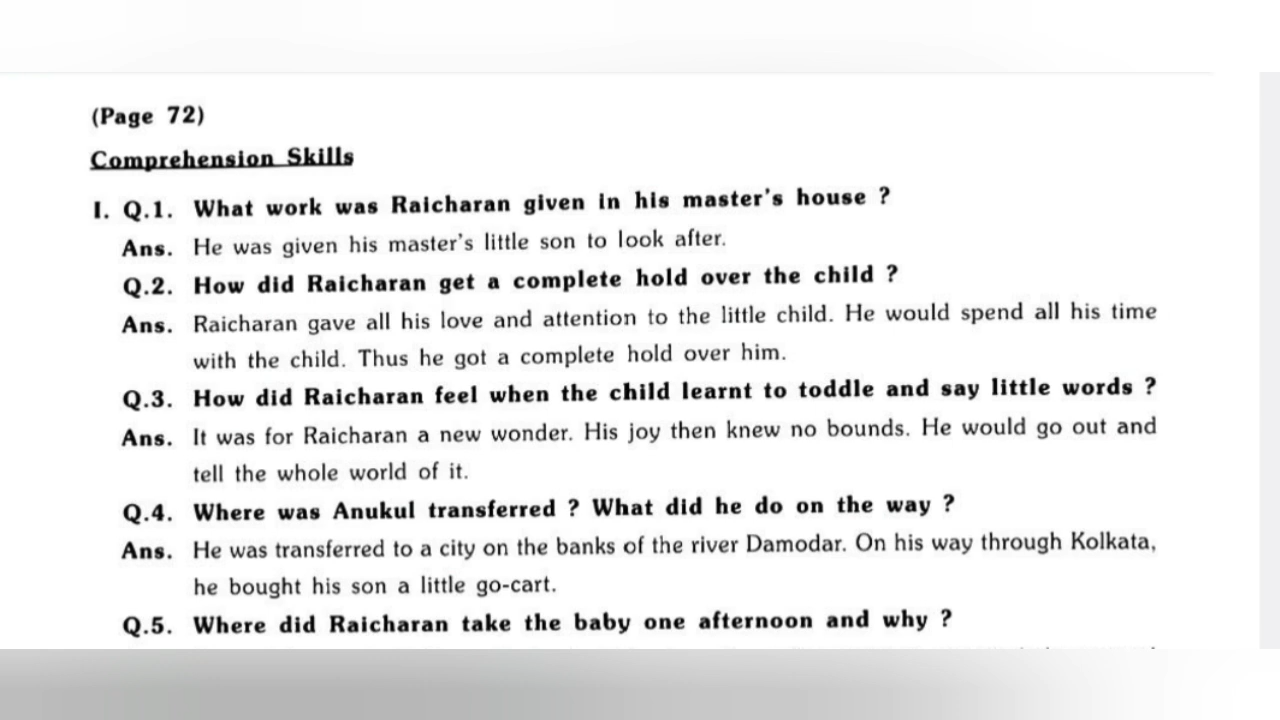 (Page 72)
Comprehension Skills
I. Q.1. What work was Raicharan given in his master's house ?
Ans. He was given his master's little son to look after.
Q.2. How did Raicharan get a complete hold over the child ?
Ans. Raicharan gave all his love and attention to the little child. He would spend all his time
with the child. Thus he got a complete hold over him.
Q.3. How did Raicharan feel when the child learnt to toddle and say little words ?
Ans. It was for Raicharan a new wonder. His joy then knew no bounds. He would go out and
tell the whole world of it.
Q.4. Where was Anukul transferred ? What did he do on the way ?
Ans. He was transferred to a city on the banks of the river Damodar. On his way through Kolkata,
he bought his son a little go-cart.
Q.5. Where did Raicharan take the baby one afternoon and why ?